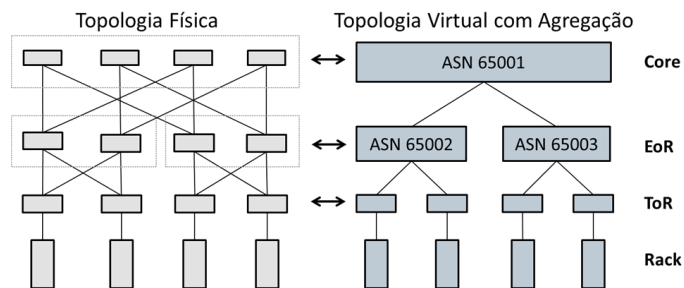 Topologia Física
Topologia Virtual com Agregação
ASN 65001
Core
ASN 65002
ASN 65003
EoR
ToR
Rack